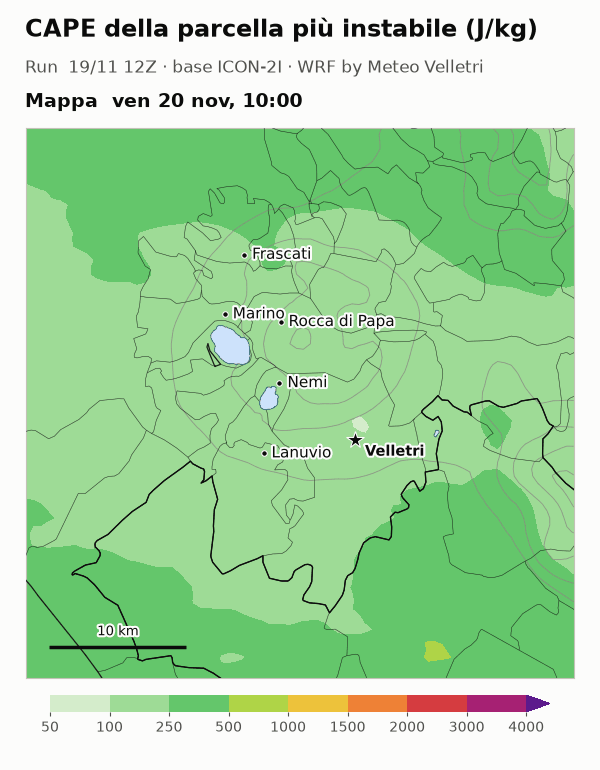 CAPE della parcella più instabile (J/kg)
Run  19/11 12Z · base ICON-2I · WRF by Meteo Velletri
Mappa  ven 20 nov, 10:00
Frascati
Marino
Rocca di Papa
Nemi
Velletri
Lanuvio
10 km
50 100 250 500 1000 1500 2000 3000 4000